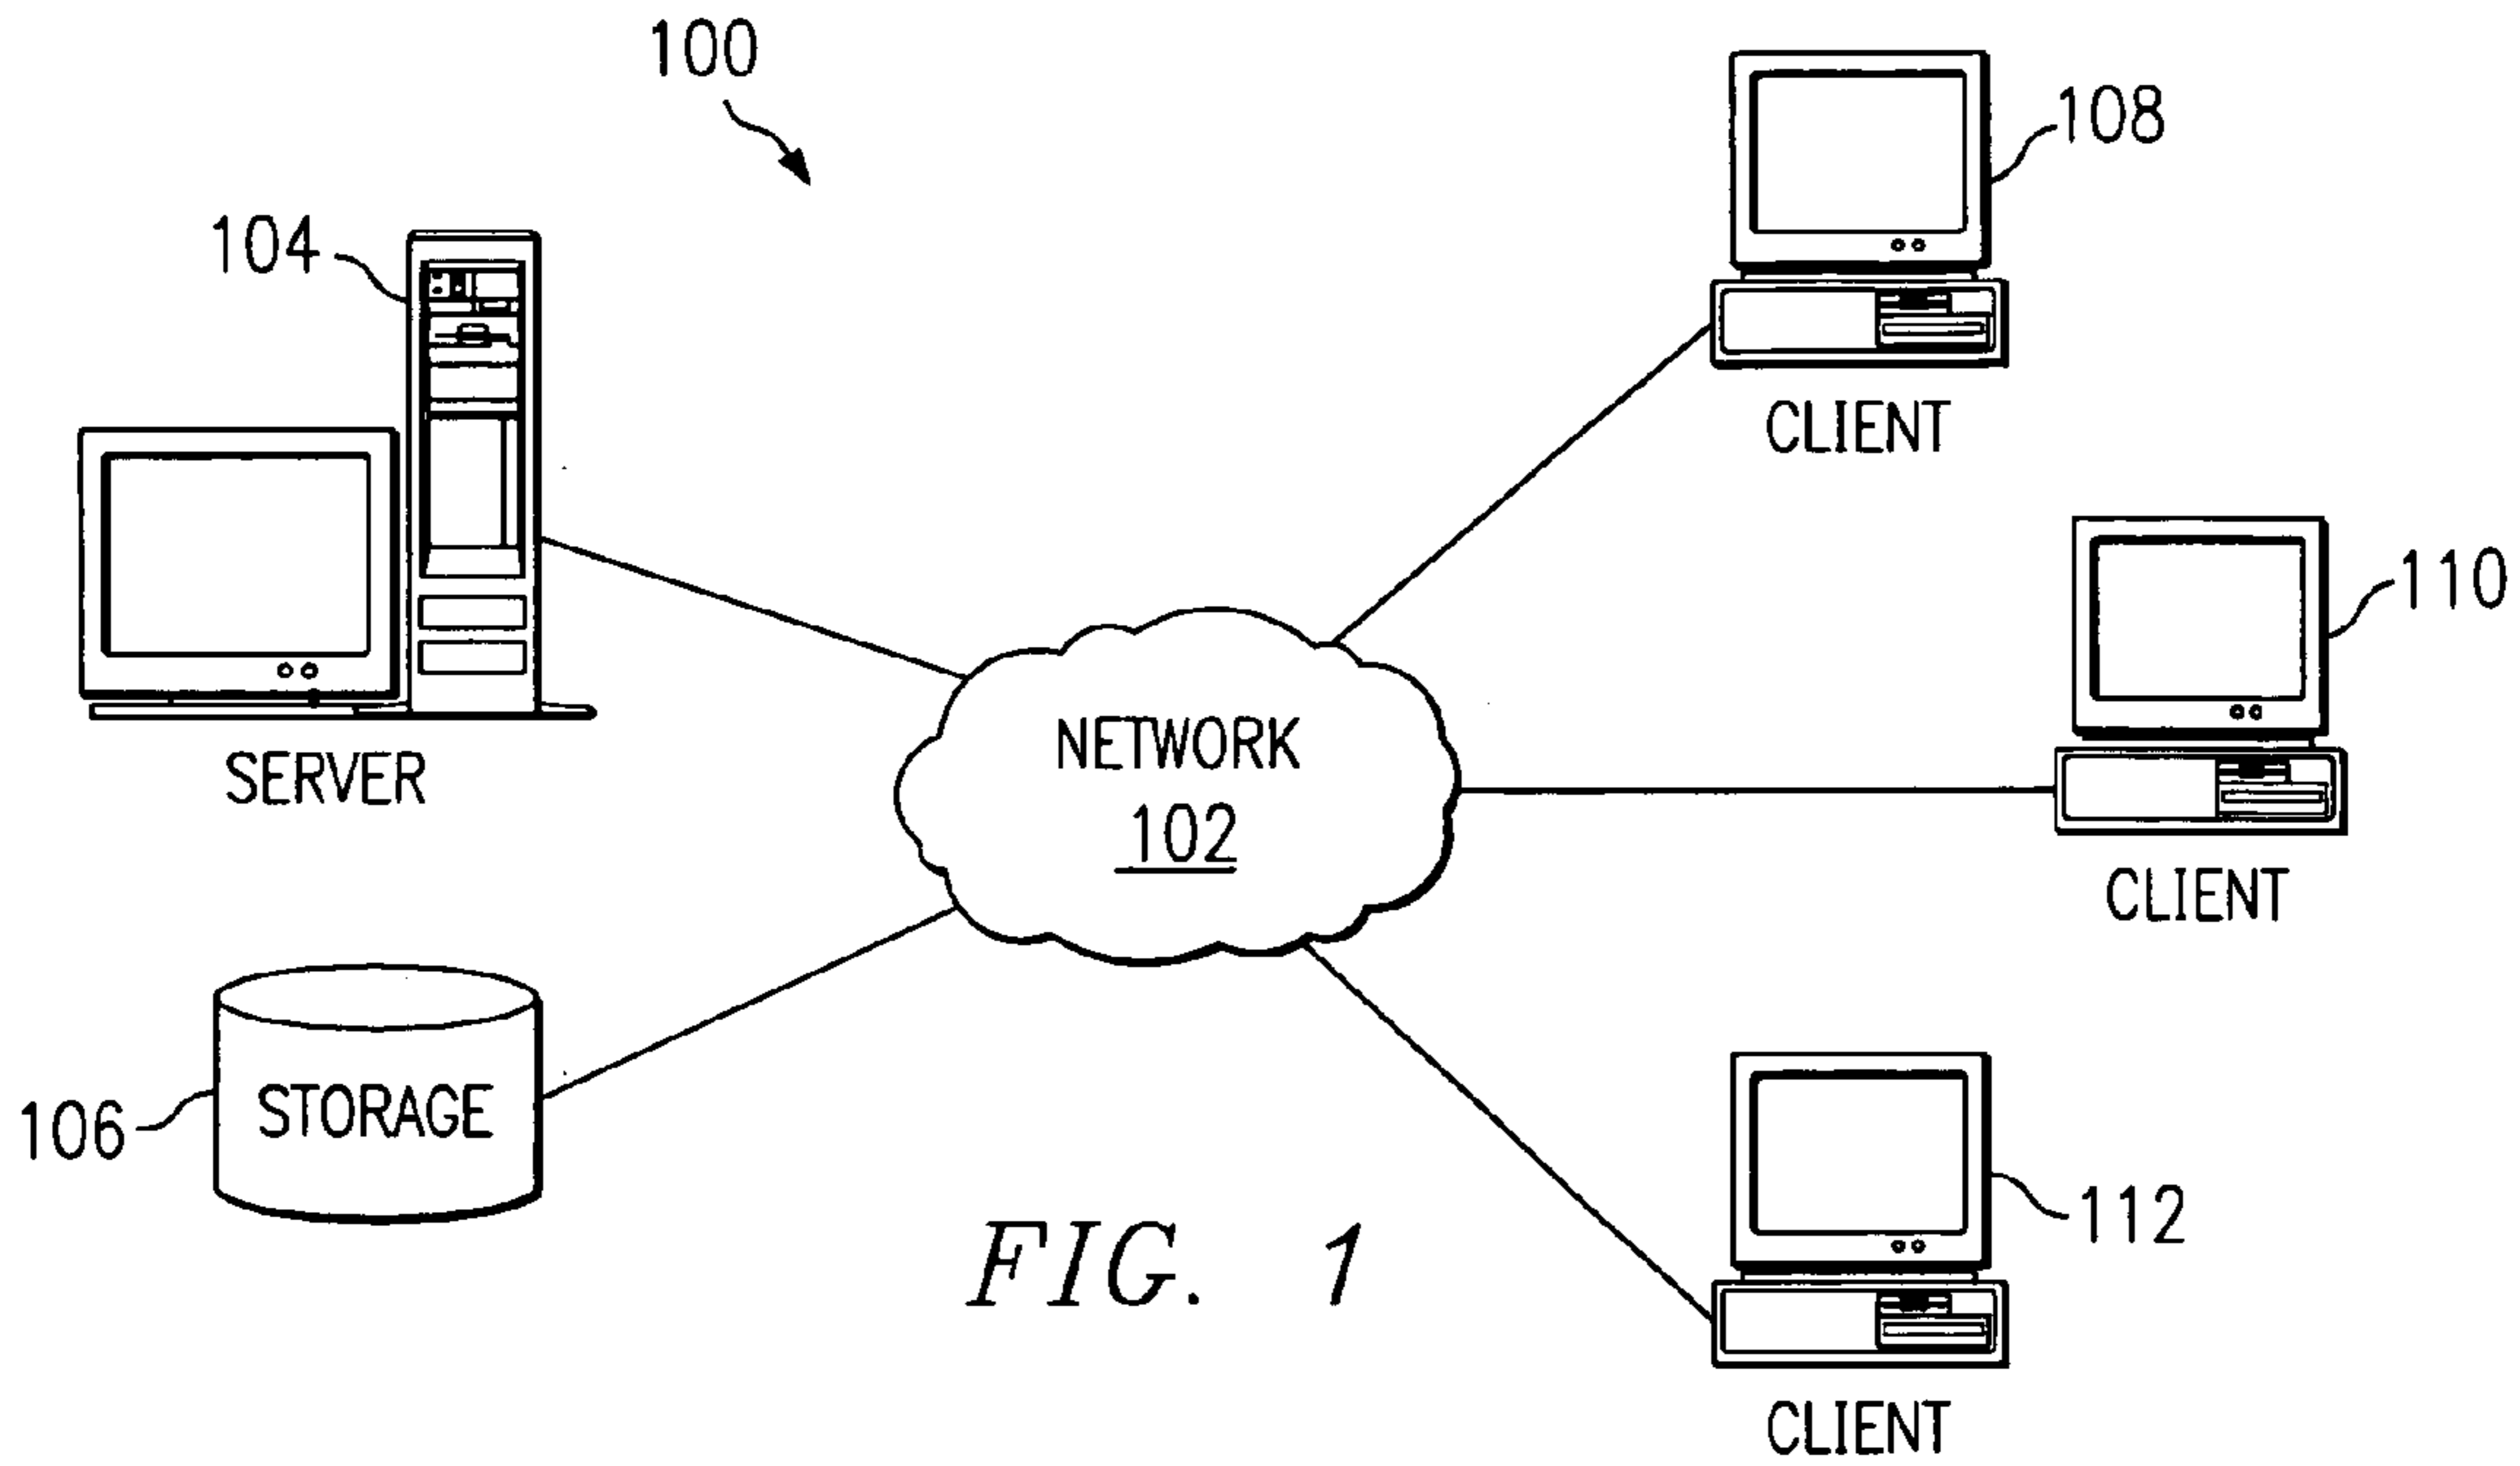 100
108
104
CLIENT
110
NETWORK
102
SERVER
CLIENT
STORAGE
106
112
FIG. 1
CLIENT